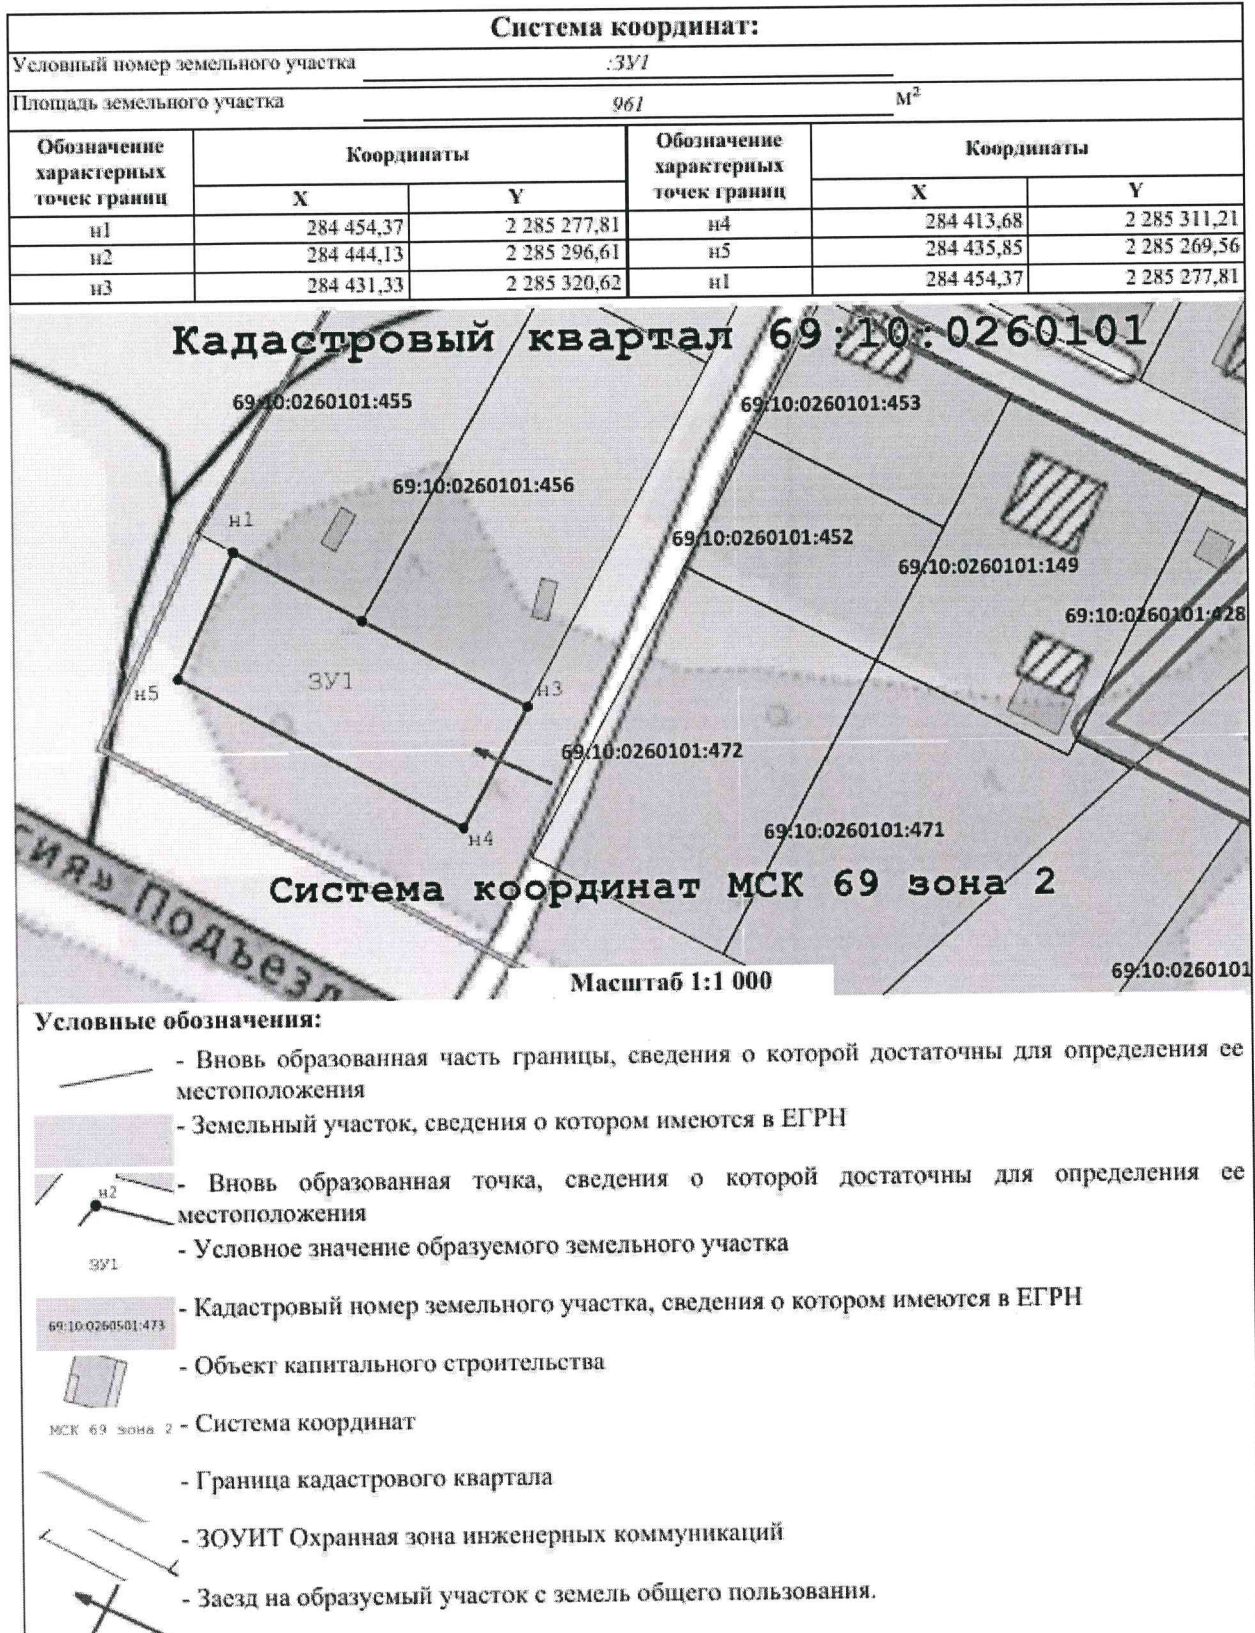 Система координат:
Условный номер земельного участка :ЗУ1
Площадь земельного участка 961 м²
Обозначение характерных точек границ Координаты Обозначение характерных точек границ Координаты
X Y X Y
н1 284 454,37 2 285 277,81 н4 284 413,68 2 285 311,21
н2 284 444,13 2 285 296,61 н5 284 435,85 2 285 269,56
н3 284 431,33 2 285 320,62 н1 284 454,37 2 285 277,81
Кадастровый квартал 69:10:0260101
69:10:0260101:455
69:10:0260101:453
69:10:0260101:456
н1
69:10:0260101:452
69:10:0260101:149
69:10:0260101:428
ЗУ1
н5
н3
69:10:0260101:472
69:10:0260101:471
н4
СИЯ» Подъезд
Система координат МСК 69 зона 2
69:10:0260101
Масштаб 1:1 000
Условные обозначения:
- Вновь образованная часть границы, сведения о которой достаточны для определения ее
местоположения
- Земельный участок, сведения о котором имеются в ЕГРН
н2
- Вновь образованная точка, сведения о которой достаточны для определения ее
местоположения
- Условное значение образуемого земельного участка
ЗУ1
- Кадастровый номер земельного участка, сведения о котором имеются в ЕГРН
69:10:0260501:473
- Объект капитального строительства
МСК 69 зона 2 - Система координат
- Граница кадастрового квартала
- ЗОУИТ Охранная зона инженерных коммуникаций
- Заезд на образуемый участок с земель общего пользования.